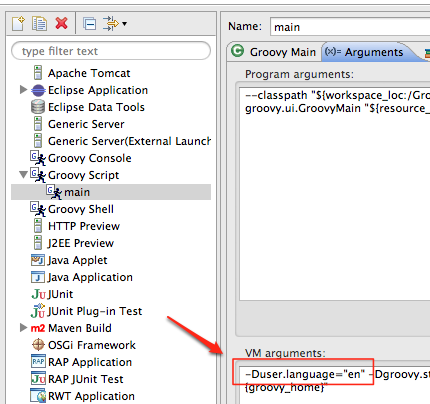 type filter text
Apache Tomcat
Eclipse Application
Eclipse Data Tools
Generic Server
Generic Server(External Launch
Groovy Console
Groovy Script
main
Groovy Shell
HTTP Preview
J2EE Preview
Java Applet
Java Application
JUnit
JUnit Plug-in Test
m2 Maven Build
OSGi Framework
RAP Application
RAP JUnit Test
RWT Application
Name: main
Groovy Main (x)= Arguments
Program arguments:
--classpath "${workspace_loc:/Gro
groovy.ui.GroovyMain "${resource_
VM arguments:
-Duser.language="en" -Dgroovy.st
{groovy_home}"